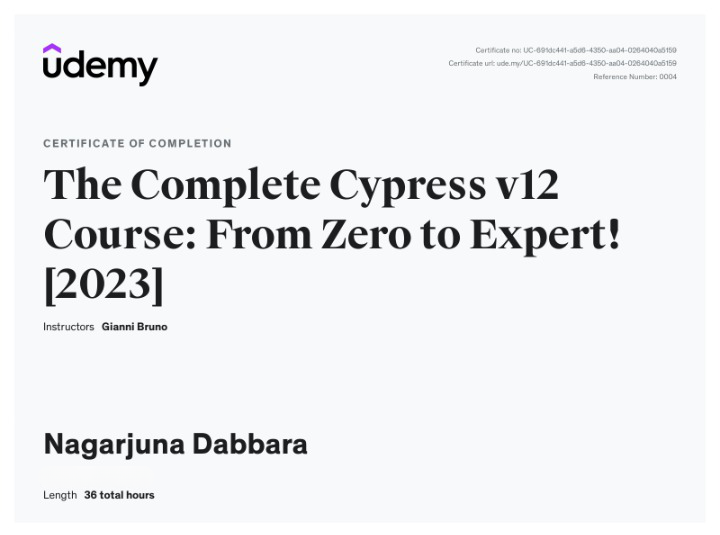 udemy
Certificate no: UC-691dc441-a5d6-4350-aa04-0264040a5159
Certificate url: ude.my/UC-691dc441-a5d6-4350-aa04-0264040a5159
Reference Number: 0004
CERTIFICATE OF COMPLETION
The Complete Cypress v12
Course: From Zero to Expert!
[2023]
Instructors Gianni Bruno
Nagarjuna Dabbara
Length 36 total hours